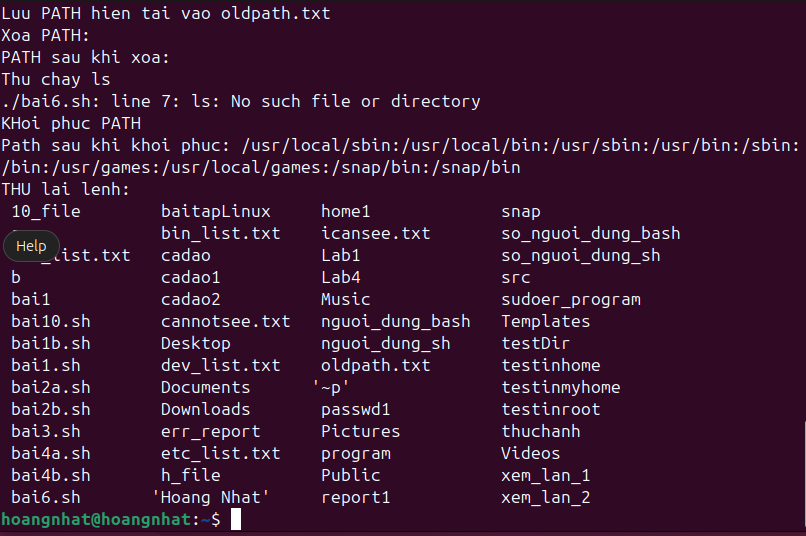 Luu PATH hien tai vao oldpath.txt
Xoa PATH:
PATH sau khi xoa:
Thu chay ls
./bai6.sh: line 7: ls: No such file or directory
KHoi phuc PATH
Path sau khi khoi phuc: /usr/local/sbin:/usr/local/bin:/usr/sbin:/usr/bin:/sbin:
/bin:/usr/games:/usr/local/games:/snap/bin:/snap/bin
THU lai lenh:
10_file baitapLinux home1 snap
bin_list.txt icansee.txt so_nguoi_dung_bash
Help
_list.txt cadao Lab1 so_nguoi_dung_sh
b cadao1 Lab4 src
bai1 cadao2 Music sudoer_program
bai10.sh cannotsee.txt nguoi_dung_bash Templates
bai1b.sh Desktop nguoi_dung_sh testDir
bai1.sh dev_list.txt oldpath.txt testinhome
bai2a.sh Documents '~p' testinmyhome
bai2b.sh Downloads passwd1 testinroot
bai3.sh err_report Pictures thuchanh
bai4a.sh etc_list.txt program Videos
bai4b.sh h_file Public xem_lan_1
bai6.sh 'Hoang Nhat' report1 xem_lan_2
hoangnhat@hoangnhat:~$